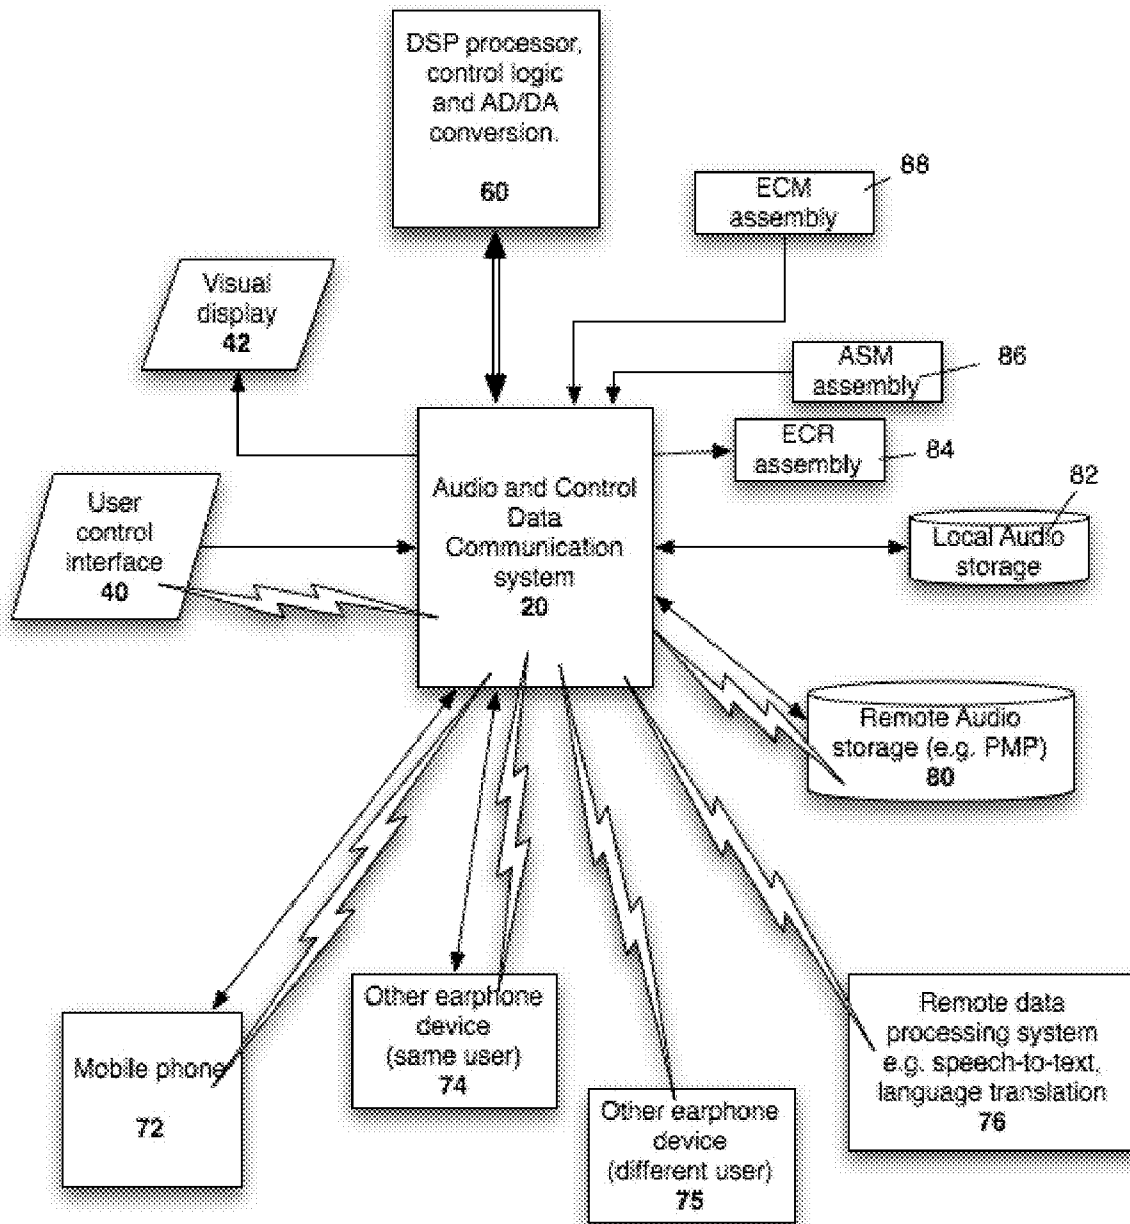 DSP processor,
control logic
and AD/DA
conversion.
60
88
ECM
assembly
Visual
display
42
ASM
assembly
86
ECR
assembly
84
User
control
interface
40
Audio and Control
Data
Communication
system
20
82
Local Audio
storage
Remote Audio
storage (e.g. PMP)
80
Mobile phone
72
Other earphone
device
(same user)
74
Other earphone
device
(different user)
75
Remote data
processing system
e.g. speech-to-text,
language translation
76